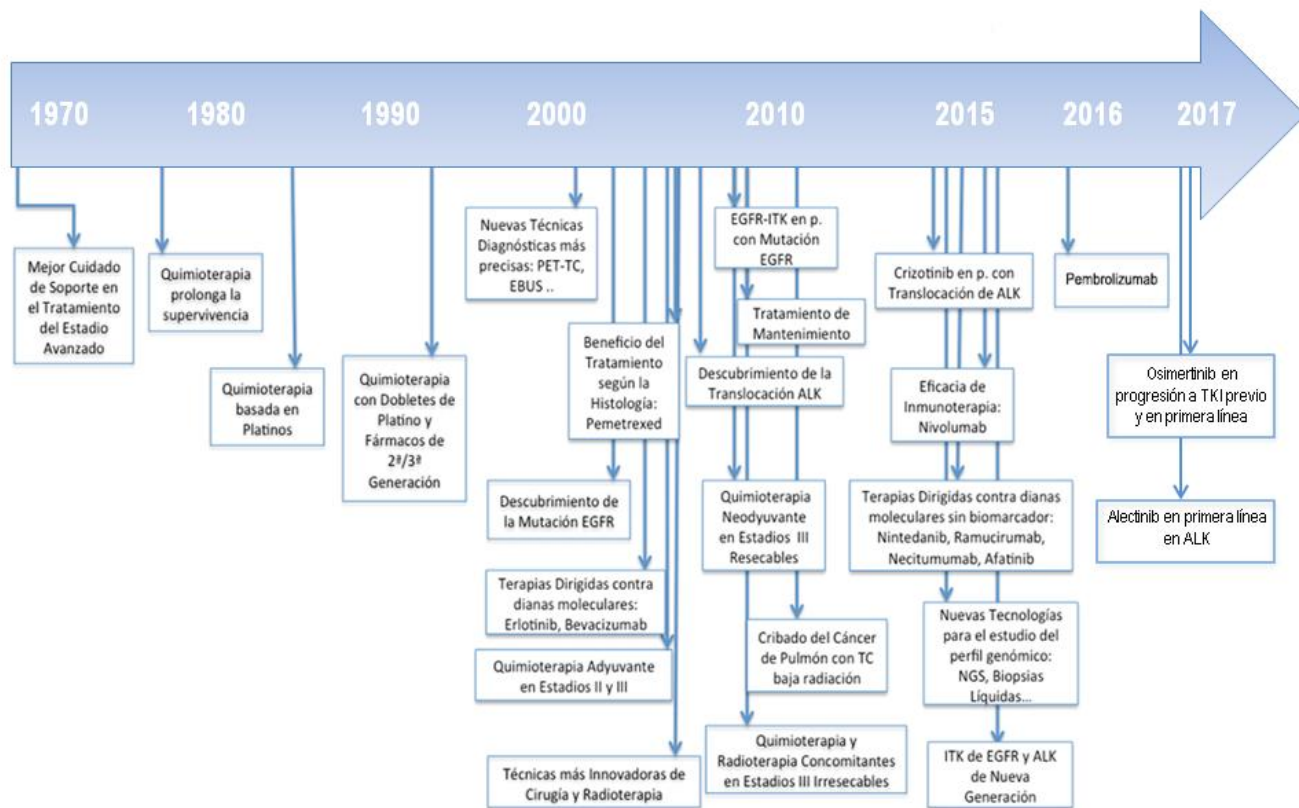 1970
1980
1990
2000
2010
2015
2016
2017
Mejor Cuidado
de Soporte en
el Tratamiento
del Estadio
Avanzado
Quimioterapia
prolonga la
supervivencia
Quimioterapia
basada en
Platinos
Quimioterapia
con Dobletes de
Platino y
Fármacos de
2ª/3ª
Generación
Nuevas Técnicas
Diagnósticas más
precisas: PET-TC,
EBUS ..
Beneficio del
Tratamiento
según la
Histología:
Pemetrexed
Descubrimiento de
la Mutación EGFR
Terapias Dirigidas contra
dianas moleculares:
Erlotinib, Bevacizumab
Quimioterapia Adyuvante
en Estadios II y III
Técnicas más Innovadoras de
Cirugía y Radioterapia
EGFR-ITK en p.
con Mutación
EGFR
Tratamiento de
Mantenimiento
Descubrimiento de la
Translocación ALK
Quimioterapia
Neodyuvante
en Estadios III
Resecables
Cribado del Cáncer
de Pulmón con TC
baja radiación
Quimioterapia y
Radioterapia Concomitantes
en Estadios III Irresecables
Crizotinib en p. con
Translocación de ALK
Eficacia de
Inmunoterapia:
Nivolumab
Terapias Dirigidas contra dianas
moleculares sin biomarcador:
Nintedanib, Ramucirumab,
Necitumumab, Afatinib
Nuevas Tecnologías
para el estudio del
perfil genómico:
NGS, Biopsias
Líquidas...
ITK de EGFR y ALK
de Nueva
Generación
Pembrolizumab
Osimertinib en
progresión a TKI previo
y en primera línea
Alectinib en primera línea
en ALK